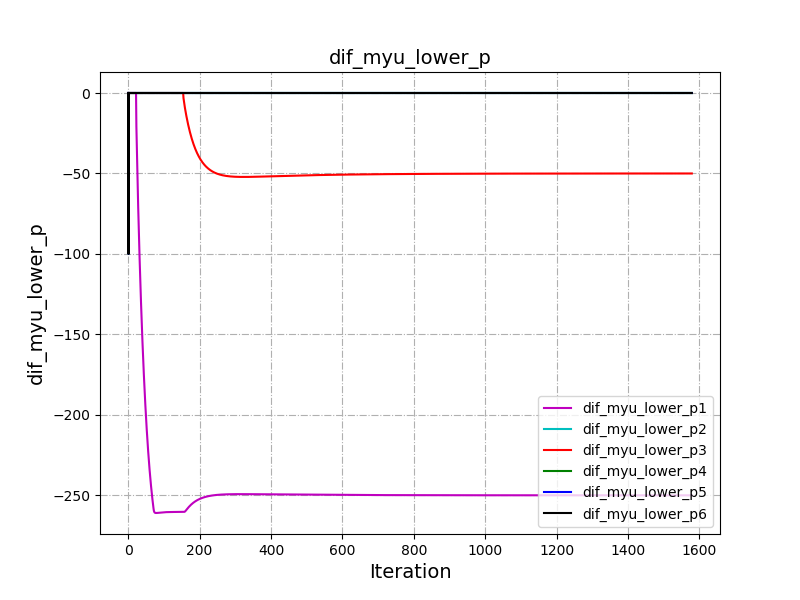 dif_myu_lower_p
dif_myu_lower_p
0
−50
−100
−150
−200
−250
0 200 400 600 800 1000 1200 1400 1600
Iteration
dif_myu_lower_p1
dif_myu_lower_p2
dif_myu_lower_p3
dif_myu_lower_p4
dif_myu_lower_p5
dif_myu_lower_p6